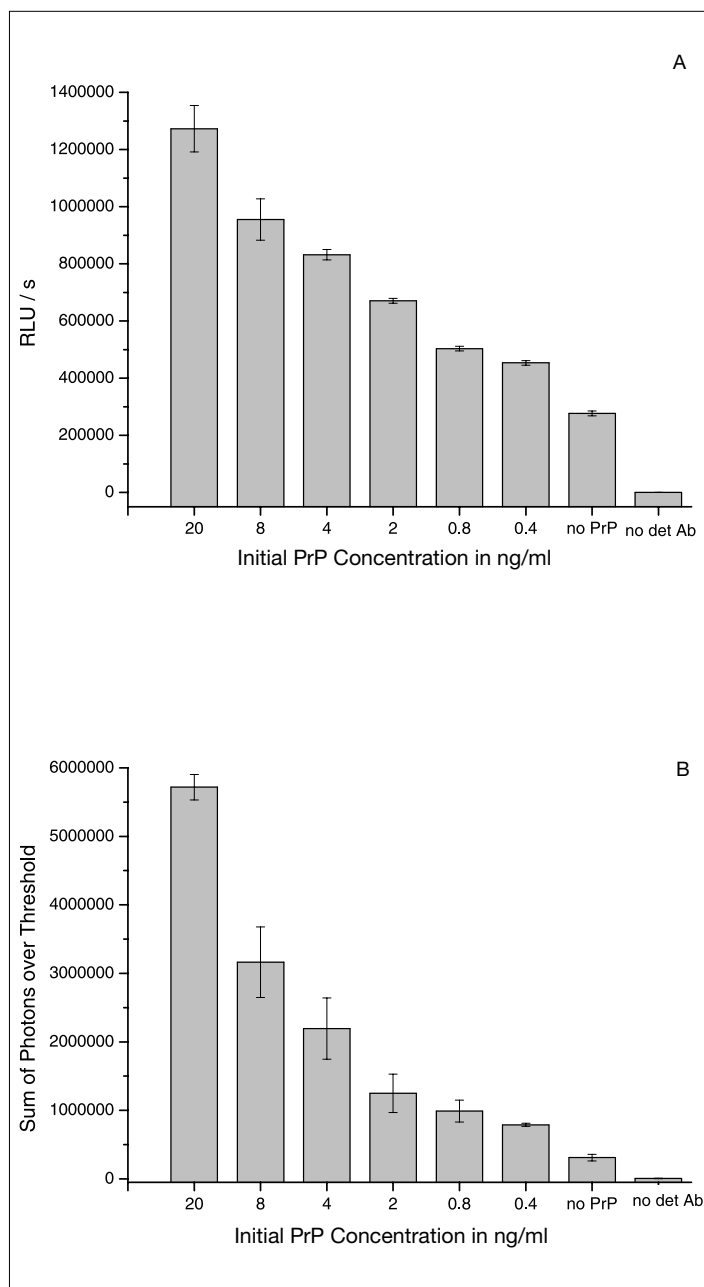 A
1400000
1200000
1000000
800000
600000
400000
200000
0
RLU / s
20 8 4 2 0.8 0.4 no PrP no det Ab
Initial PrP Concentration in ng/ml
B
6000000
5000000
4000000
3000000
2000000
1000000
0
Sum of Photons over Threshold
20 8 4 2 0.8 0.4 no PrP no det Ab
Initial PrP Concentration in ng/ml